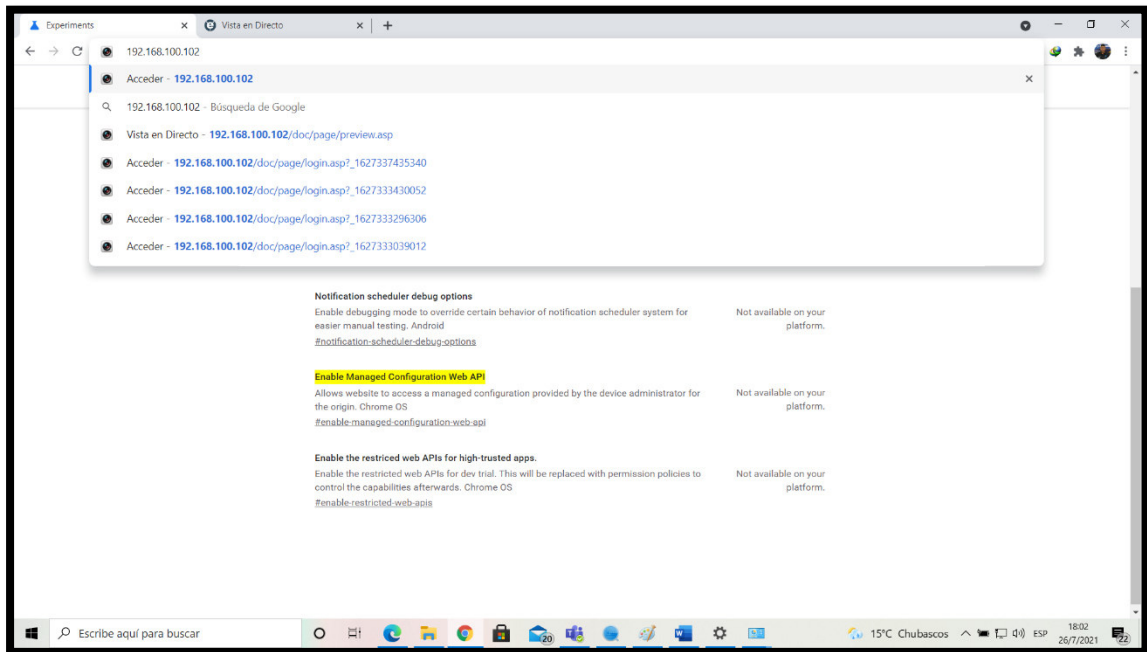 Experiments
Vista en Directo
192.168.100.102
Acceder - 192.168.100.102
192.168.100.102 - Búsqueda de Google
Vista en Directo - 192.168.100.102/doc/page/preview.asp
Acceder - 192.168.100.102/doc/page/login.asp?_1627337435340
Acceder - 192.168.100.102/doc/page/login.asp?_1627333430052
Acceder - 192.168.100.102/doc/page/login.asp?_1627333296306
Acceder - 192.168.100.102/doc/page/login.asp?_1627333039012
Notification scheduler debug options
Enable debugging mode to override certain behavior of notification scheduler system for
easier manual testing. Android
#notification-scheduler-debug-options
Not available on your
platform.
Enable Managed Configuration Web API
Allows website to access a managed configuration provided by the device administrator for
the origin. Chrome OS
#enable-managed-configuration-web-api
Not available on your
platform.
Enable the restriced web APIs for high-trusted apps.
Enable the restricted web APIs for dev trial. This will be replaced with permission policies to
control the capabilities afterwards. Chrome OS
#enable-restricted-web-apis
Not available on your
platform.
Escribe aquí para buscar
20
15°C Chubascos
ESP
18:02
26/7/2021
22